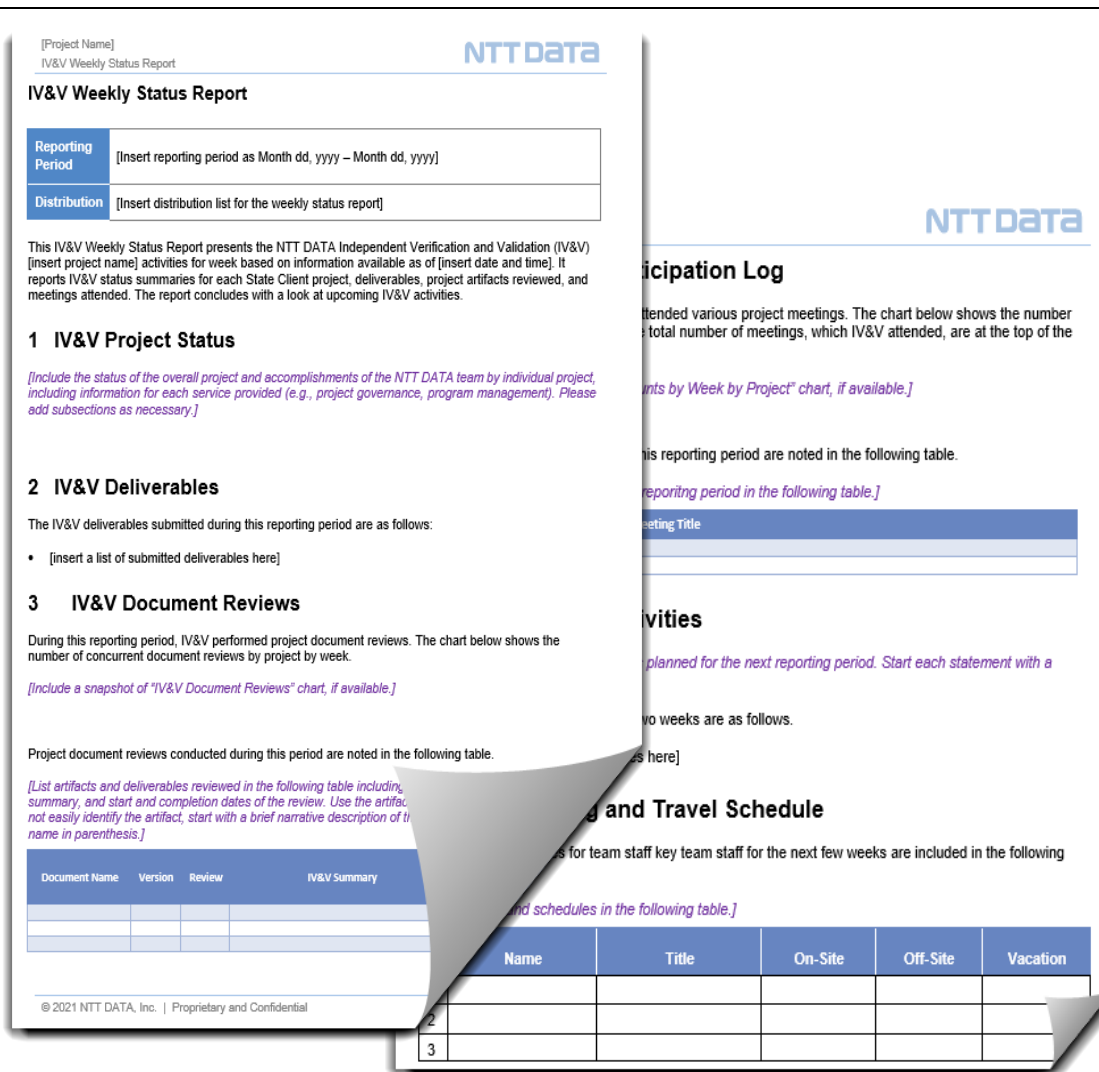 [Project Name]
IV&V Weekly Status Report
NTT DATA
IV&V Weekly Status Report
Reporting
Period
[Insert reporting period as Month dd, yyyy – Month dd, yyyy]
Distribution
[Insert distribution list for the weekly status report]
This IV&V Weekly Status Report presents the NTT DATA Independent Verification and Validation (IV&V)
[insert project name] activities for week based on information available as of [insert date and time]. It
reports IV&V status summaries for each State Client project, deliverables, project artifacts reviewed, and
meetings attended. The report concludes with a look at upcoming IV&V activities.
1 IV&V Project Status
[Include the status of the overall project and accomplishments of the NTT DATA team by individual project,
including information for each service provided (e.g., project governance, program management). Please
add subsections as necessary.]
2 IV&V Deliverables
The IV&V deliverables submitted during this reporting period are as follows:
• [insert a list of submitted deliverables here]
3 IV&V Document Reviews
During this reporting period, IV&V performed project document reviews. The chart below shows the
number of concurrent document reviews by project by week.
[Include a snapshot of "IV&V Document Reviews" chart, if available.]
Project document reviews conducted during this period are noted in the following table.
[List artifacts and deliverables reviewed in the following table including
summary, and start and completion dates of the review. Use the
not easily identify the artifact, start with a brief narrative description of
name in parenthesis.]
Document Name Version Review IV&V Summary
© 2021 NTT DATA, Inc. | Proprietary and Confidential
NTT DATA
Log
attended various project meetings. The chart below shows the number
total number of meetings, which IV&V attended, are at the top of the
by Week by Project" chart, if available.]
this reporting period are noted in the following table.
reporitng period in the following table.]
Meeting Title
planned for the next reporting period. Start each statement with a
two weeks are as follows.
here]
and Travel Schedule
for team staff key team staff for the next few weeks are included in the following
and schedules in the following table.]
Name Title On-Site Off-Site Vacation
2
3